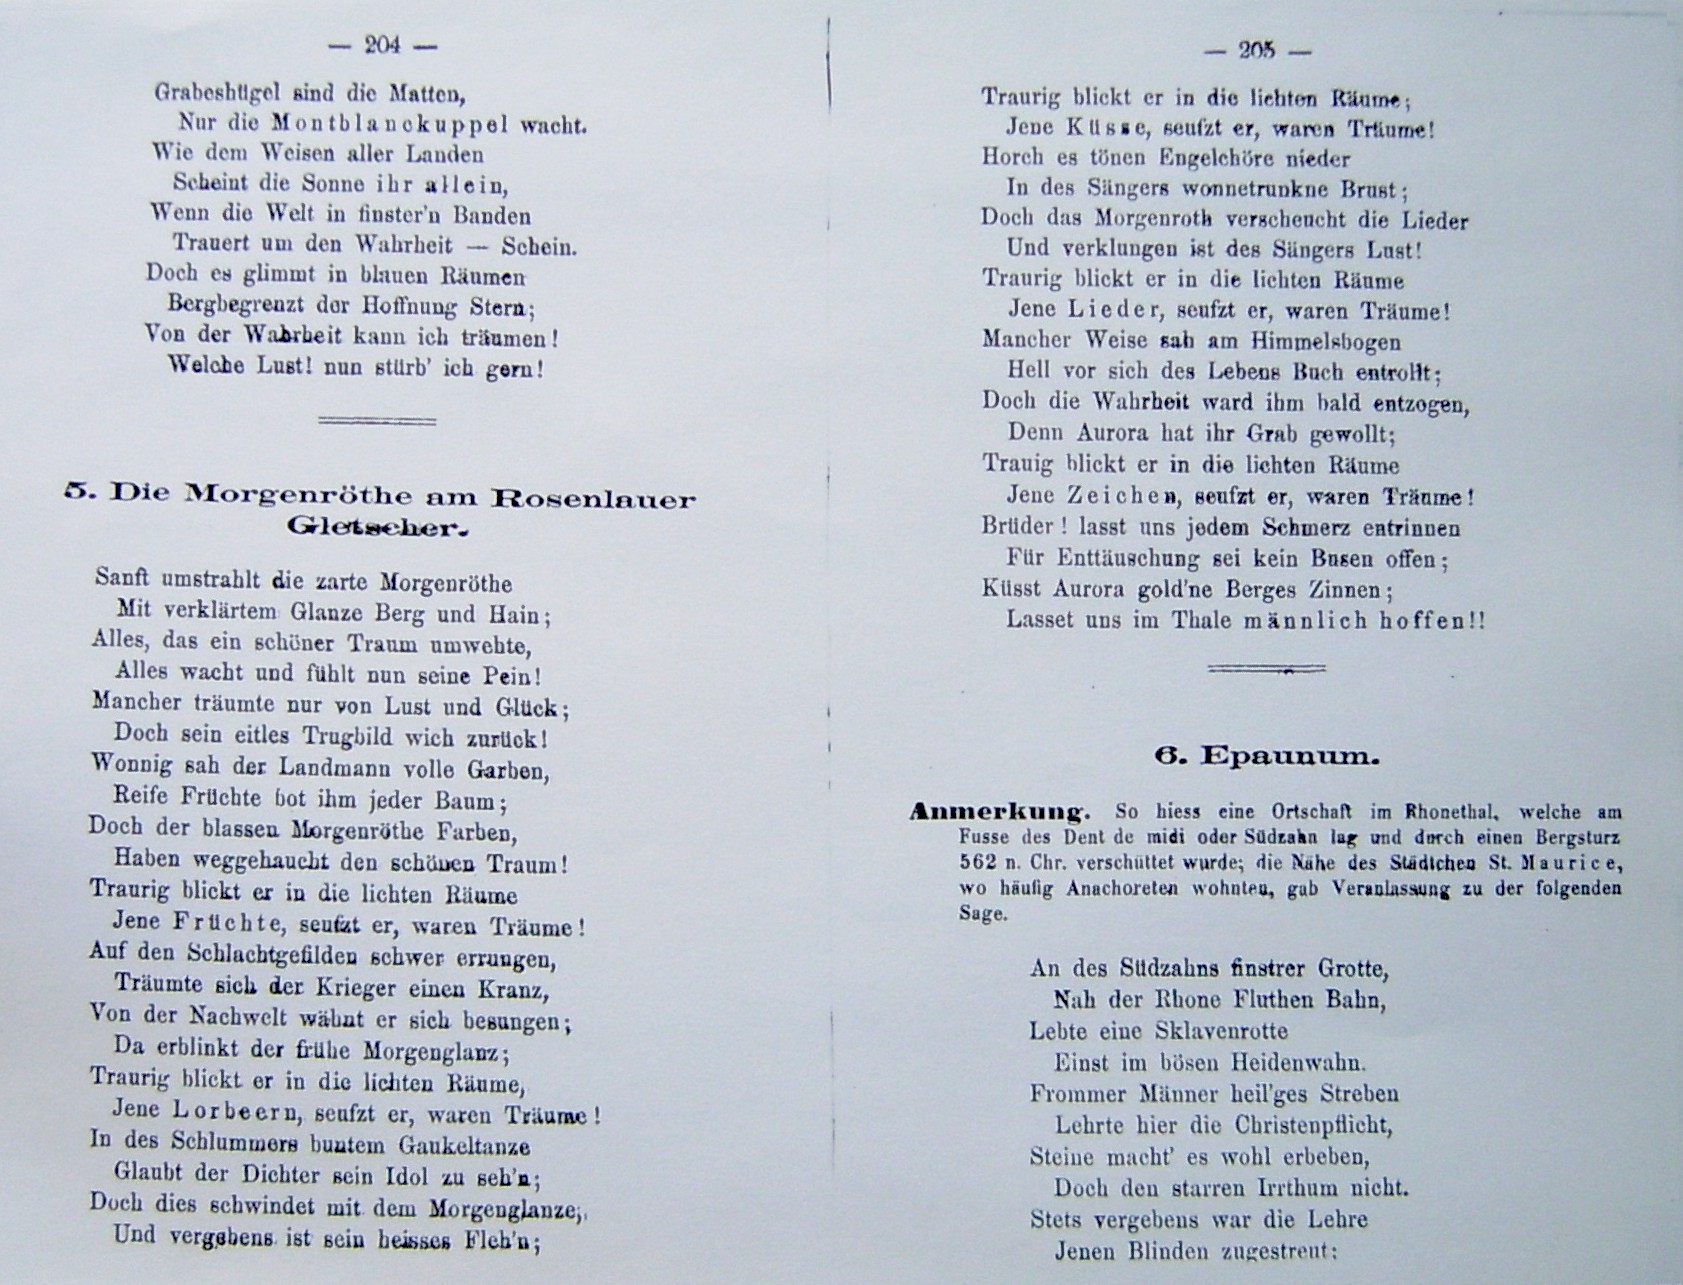 — 204 —
Grabeshügel sind die Matten,
Nur die Montblanckuppel wacht.
Wie dem Weisen aller Landen
Scheint die Sonne ihr allein,
Wenn die Welt in finster'n Banden
Trauert um den Wahrheit — Schein.
Doch es glimmt in blauen Räumen
Bergbegrenzt der Hoffnung Stern;
Von der Wahrheit kann ich träumen!
Welche Lust! nun stürb' ich gern!
5. Die Morgenröthe am Rosenlauer
Gletscher.
Sanft umstrahlt die zarte Morgenröthe
Mit verklärtem Glanze Berg und Hain;
Alles, das ein schöner Traum umwehte,
Alles wacht und fühlt nun seine Pein!
Mancher träumte nur von Lust und Glück;
Doch sein eitles Trugbild wich zurück!
Wonnig sah der Landmann volle Garben,
Reife Früchte bot ihm jeder Baum;
Doch der blassen Morgenröthe Farben,
Haben weggehaucht den schönen Traum!
Traurig blickt er in die lichten Räume
Jene Früchte, seufzt er, waren Träume!
Auf den Schlachtgefilden schwer errungen,
Träumte sich der Krieger einen Kranz,
Von der Nachwelt wähnt er sich besungen;
Da erblinkt der frühe Morgenglanz;
Traurig blickt er in die lichten Räume,
Jene Lorbeern, seufzt er, waren Träume!
In des Schlummers buntem Gaukeltanze
Glaubt der Dichter sein Idol zu seh'n;
Doch dies schwindet mit dem Morgenglanze;
Und vergebens ist sein heisses Fleh'n;
— 205 —
Traurig blickt er in die lichten Räume;
Jene Küsse, seufzt er, waren Träume!
Horch es tönen Engelchöre nieder
In des Sängers wonnetrunkne Brust;
Doch das Morgenroth verscheucht die Lieder
Und verklungen ist des Sängers Lust!
Traurig blickt er in die lichten Räume
Jene Lieder, seufzt er, waren Träume!
Mancher Weise sah am Himmelsbogen
Hell vor sich des Lebens Buch entrollt;
Doch die Wahrheit ward ihm bald entzogen,
Denn Aurora hat ihr Grab gewollt;
Trauig blickt er in die lichten Räume
Jene Zeichen, seufzt er, waren Träume!
Brüder! lasst uns jedem Schmerz entrinnen
Für Enttäuschung sei kein Busen offen;
Küsst Aurora gold'ne Berges Zinnen;
Lasset uns im Thale männlich hoffen!!
6. Epaunum.
Anmerkung. So hiess eine Ortschaft im Rhonethal, welche am
Fusse des Dent de midi oder Südzahn lag und durch einen Bergsturz
562 n. Chr. verschüttet wurde; die Nähe des Städtchen St. Maurice,
wo häufig Anachoreten wohnten, gab Veranlassung zu der folgenden
Sage.
An des Südzahns finstrer Grotte,
Nah der Rhone Fluthen Bahn,
Lebte eine Sklavenrotte
Einst im bösen Heidenwahn.
Frommer Männer heil'ges Streben
Lehrte hier die Christenpflicht,
Steine macht' es wohl erbeben,
Doch den starren Irrthum nicht.
Stets vergebens war die Lehre
Jenen Blinden zugestreut: